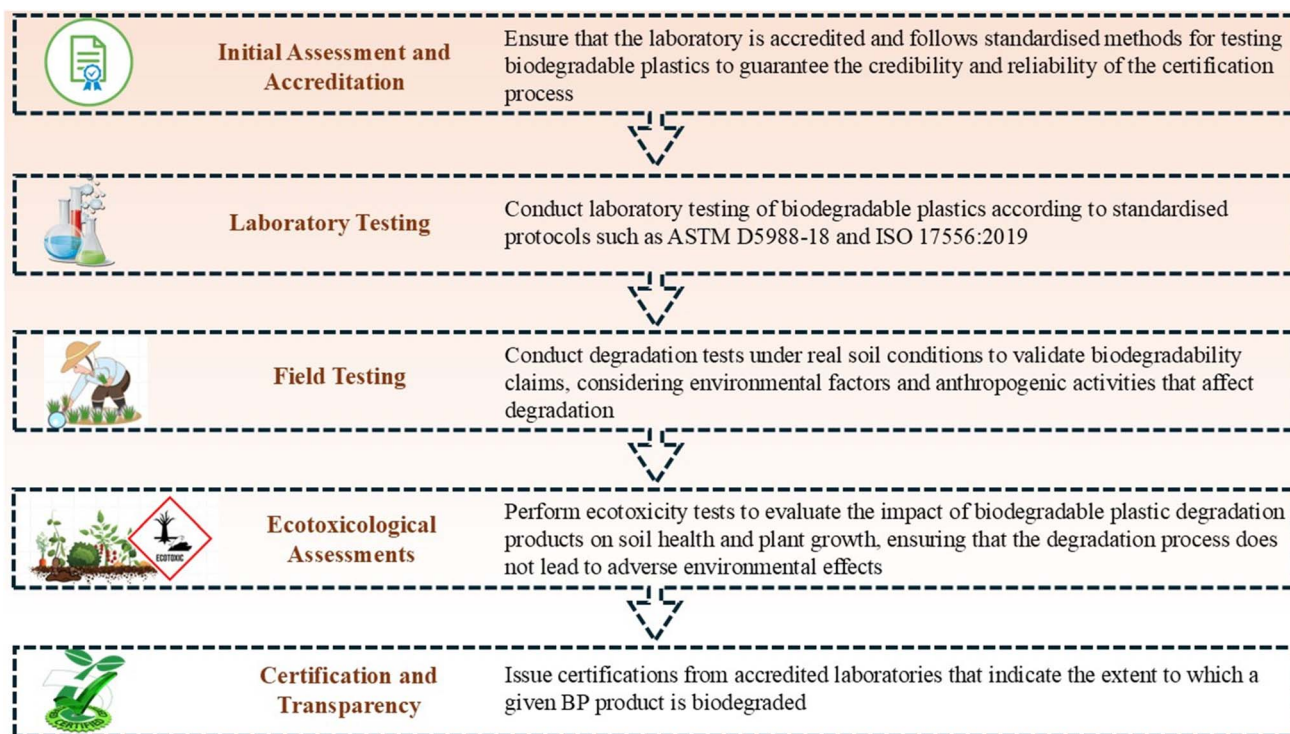 Initial Assessment and
Accreditation
Ensure that the laboratory is accredited and follows standardised methods for testing
biodegradable plastics to guarantee the credibility and reliability of the certification
process
Laboratory Testing
Conduct laboratory testing of biodegradable plastics according to standardised
protocols such as ASTM D5988-18 and ISO 17556:2019
Field Testing
Conduct degradation tests under real soil conditions to validate biodegradability
claims, considering environmental factors and anthropogenic activities that affect
degradation
ECOTOXIC
Ecotoxicological
Assessments
Perform ecotoxicity tests to evaluate the impact of biodegradable plastic degradation
products on soil health and plant growth, ensuring that the degradation process does
not lead to adverse environmental effects
CERTIFIED
Certification and
Transparency
Issue certifications from accredited laboratories that indicate the extent to which a
given BP product is biodegraded